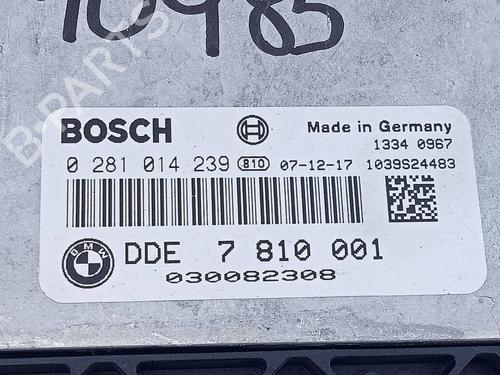 10985
B-PARTS
BOSCH
Made in Germany
1334 0967
0 281 014 239 B10 07-12-17 1039S24483
BMW
DDE 7 810 001
030082308